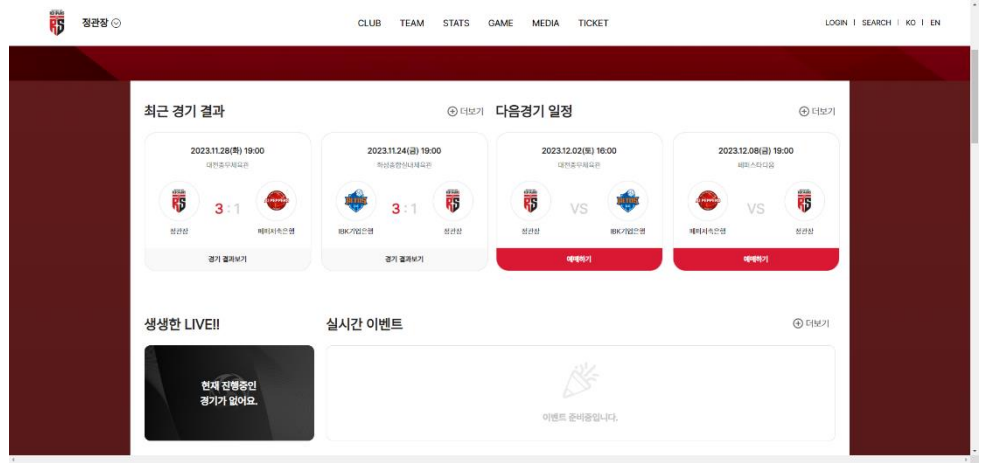 정관장
CLUB TEAM STATS GAME MEDIA TICKET
LOGIN | SEARCH | KO | EN
최근 경기 결과
더보기
다음경기 일정
더보기
2023.11.28(화) 19:00
대전충무체육관
3 : 1
정관장
페퍼저축은행
경기 결과보기
2023.11.24(금) 19:00
화성종합실내체육관
3 : 1
IBK기업은행
정관장
경기 결과보기
2023.12.02(토) 16:00
대전충무체육관
VS
정관장
IBK기업은행
예매하기
2023.12.08(금) 19:00
페퍼스타디움
VS
페퍼저축은행
정관장
예매하기
생생한 LIVE!!
현재 진행중인
경기가 없어요.
실시간 이벤트
더보기
이벤트 준비중입니다.